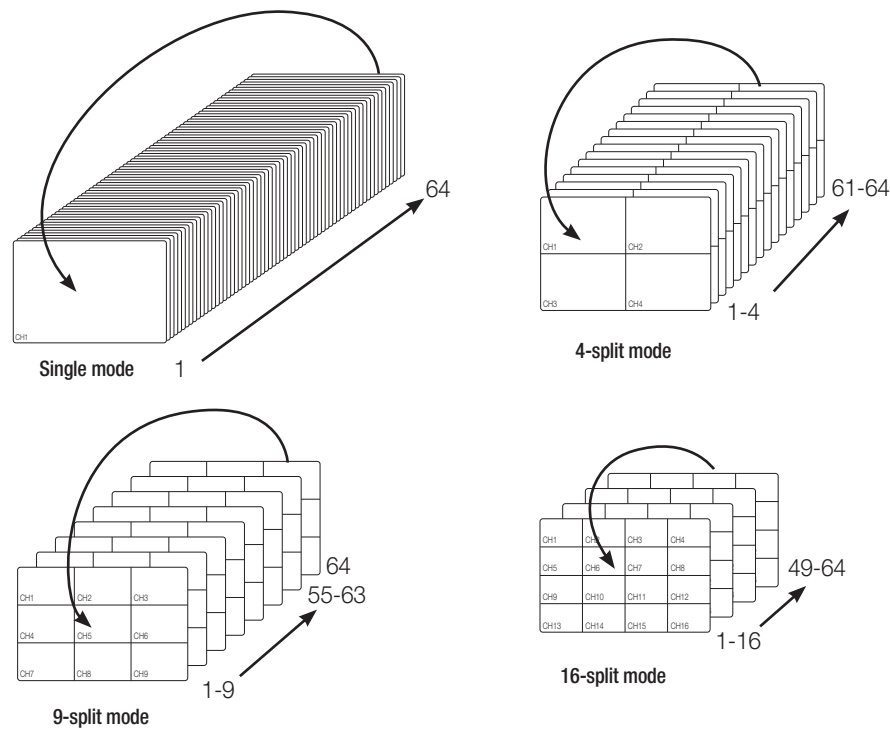 64
CH1
Single mode
1
61-64
CH1
CH2
CH3
CH4
1-4
4-split mode
64
55-63
CH1
CH2
CH3
CH4
CH5
CH6
CH7
CH8
CH9
1-9
9-split mode
49-64
CH1
CH2
CH3
CH4
CH5
CH6
CH7
CH8
CH9
CH10
CH11
CH12
CH13
CH14
CH15
CH16
1-16
16-split mode